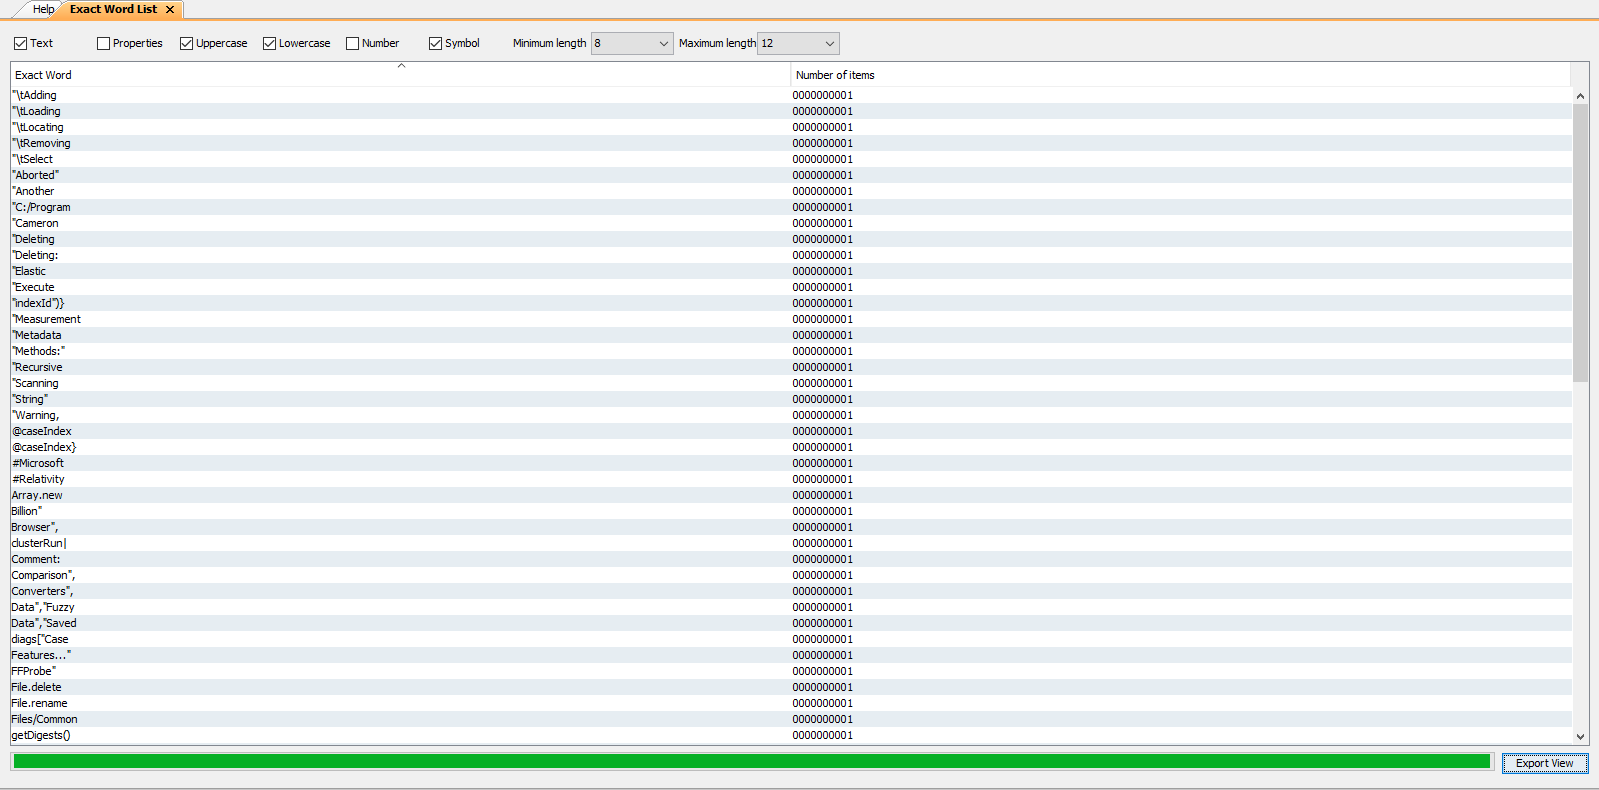 Help Exact Word List X
Text Properties Uppercase Lowercase Number Symbol Minimum length 8 Maximum length 12
Exact Word Number of items
"\tAdding 0000000001
"\tLoading 0000000001
"\tLocating 0000000001
"\tRemoving 0000000001
"\tSelect 0000000001
"Aborted" 0000000001
"Another 0000000001
"C:/Program 0000000001
"Cameron 0000000001
"Deleting 0000000001
"Deleting: 0000000001
"Elastic 0000000001
"Execute 0000000001
"indexId")} 0000000001
"Measurement 0000000001
"Metadata 0000000001
"Methods:" 0000000001
"Recursive 0000000001
"Scanning 0000000001
"String" 0000000001
"Warning, 0000000001
@caseIndex 0000000001
@caseIndex} 0000000001
#Microsoft 0000000001
#Relativity 0000000001
Array.new 0000000001
Billion" 0000000001
Browser", 0000000001
clusterRun| 0000000001
Comment: 0000000001
Comparison", 0000000001
Converters", 0000000001
Data","Fuzzy 0000000001
Data","Saved 0000000001
diags["Case 0000000001
Features..." 0000000001
FFProbe" 0000000001
File.delete 0000000001
File.rename 0000000001
Files/Common 0000000001
getDigests() 0000000001
Export View